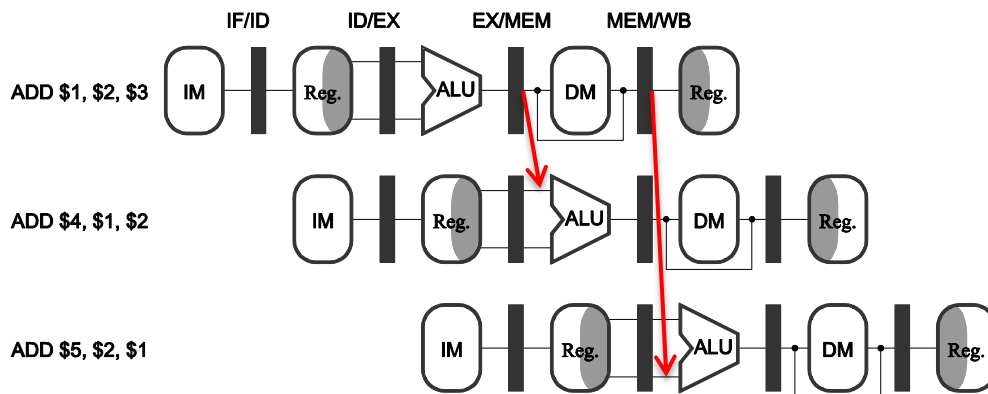 IF/ID ID/EX EX/MEM MEM/WB
ADD $1, $2, $3 IM Reg. ALU DM Reg.
ADD $4, $1, $2 IM Reg. ALU DM Reg.
ADD $5, $2, $1 IM Reg. ALU DM Reg.